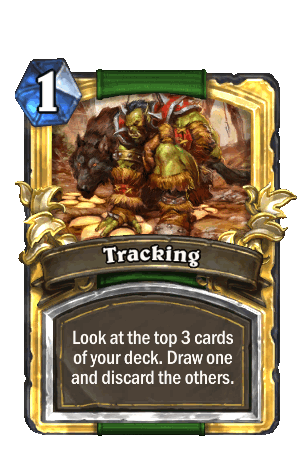 1
Tracking
Look at the top 3 cards
of your deck. Draw one
and discard the others.